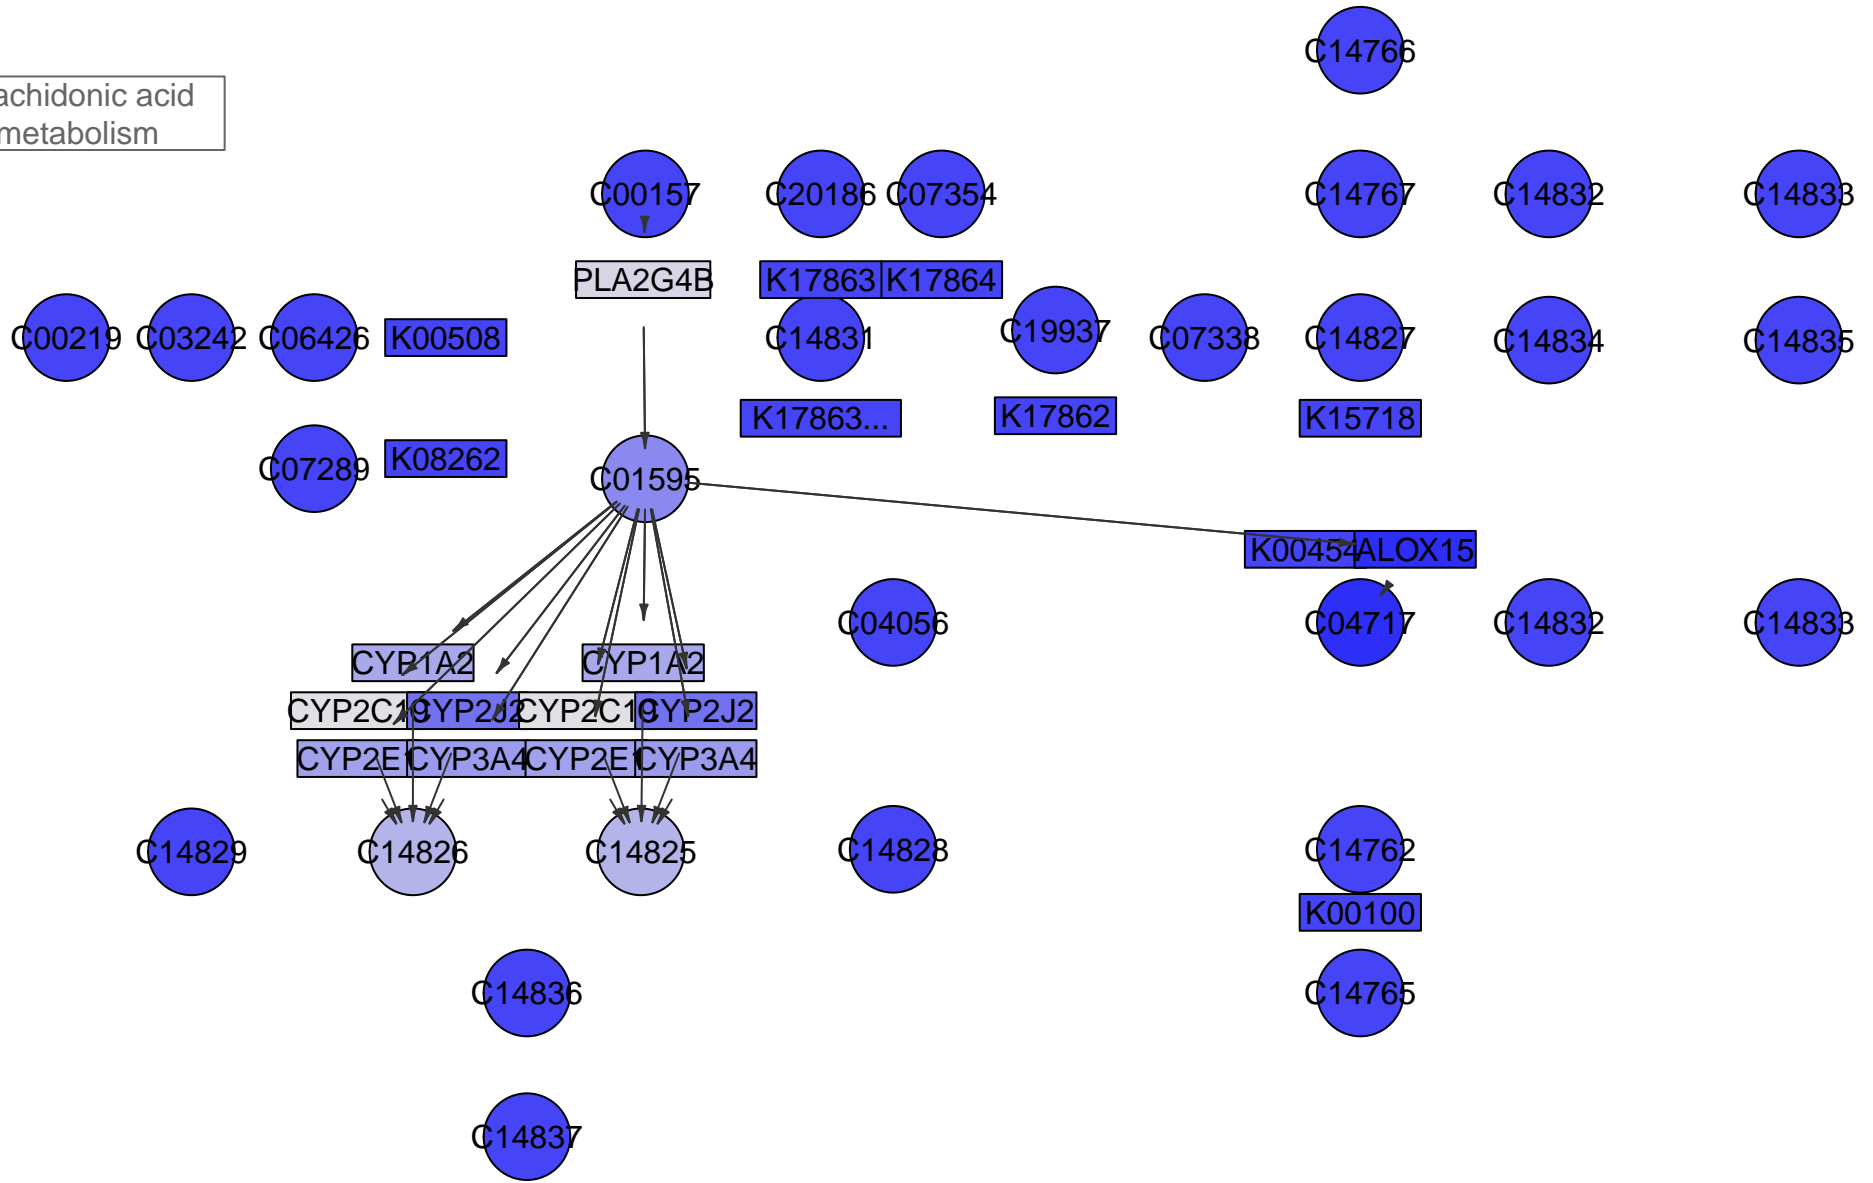 C14766
achidonic acid
metabolism
C00157
C20186
C07354
C14767
C14832
C14833
PLA2G4B
K17863
K17864
C00219
C03242
C06426
K00508
C14831
C19937
C07338
C14827
C14834
C14835
K17863...
K17862
K15718
C07289
K08262
C01595
K00454
ALOX15
C04056
C04717
C14832
C14833
CYP1A2
CYP1A2
CYP2C19
CYP2J2
CYP2C19
CYP2J2
CYP2E1
CYP3A4
CYP2E1
CYP3A4
C14829
C14826
C14825
C14828
C14762
K00100
C14836
C14765
C14837